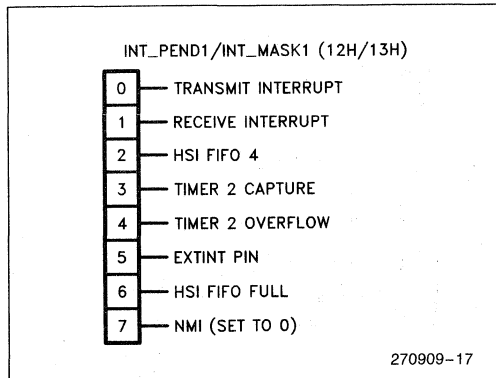 INT_PEND1/INT_MASK1 (12H/13H)
0 TRANSMIT INTERRUPT
1 RECEIVE INTERRUPT
2 HSI FIFO 4
3 TIMER 2 CAPTURE
4 TIMER 2 OVERFLOW
5 EXTINT PIN
6 HSI FIFO FULL
7 NMI (SET TO 0)
270909-17